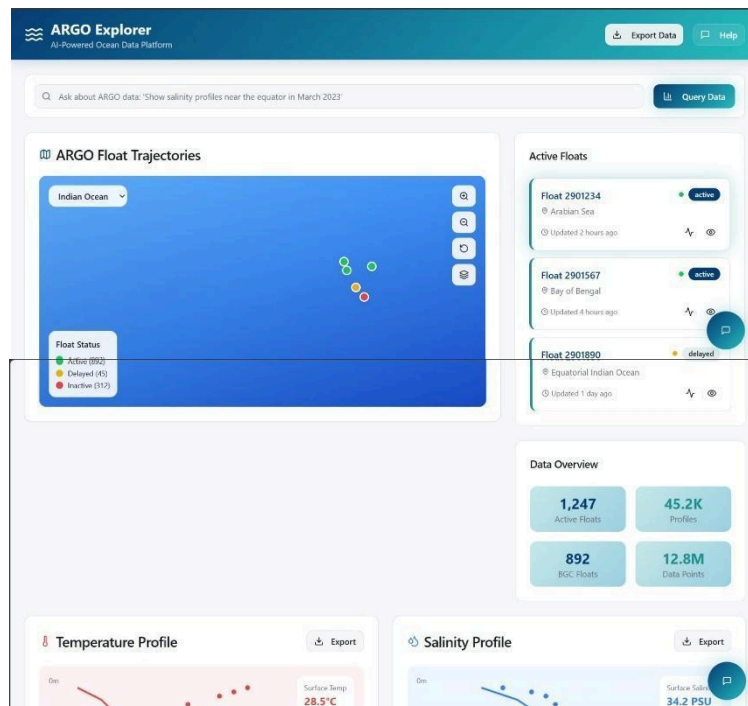 ARGO Explorer
AI-Powered Ocean Data Platform
Export Data
Help
Ask about ARGO data: 'Show salinity profiles near the equator in March 2023'
Query Data
ARGO Float Trajectories
Indian Ocean
Float Status
Active (892)
Delayed (45)
Inactive (312)
Active Floats
Float 2901234
active
Arabian Sea
Updated 2 hours ago
Float 2901567
active
Bay of Bengal
Updated 4 hours ago
Float 2901890
delayed
Equatorial Indian Ocean
Updated 1 day ago
Data Overview
1,247
Active Floats
45.2K
Profiles
892
BGC Floats
12.8M
Data Points
Temperature Profile
Export
0m
Surface Temp
28.5°C
Salinity Profile
Export
0m
Surface
34.2 PSU